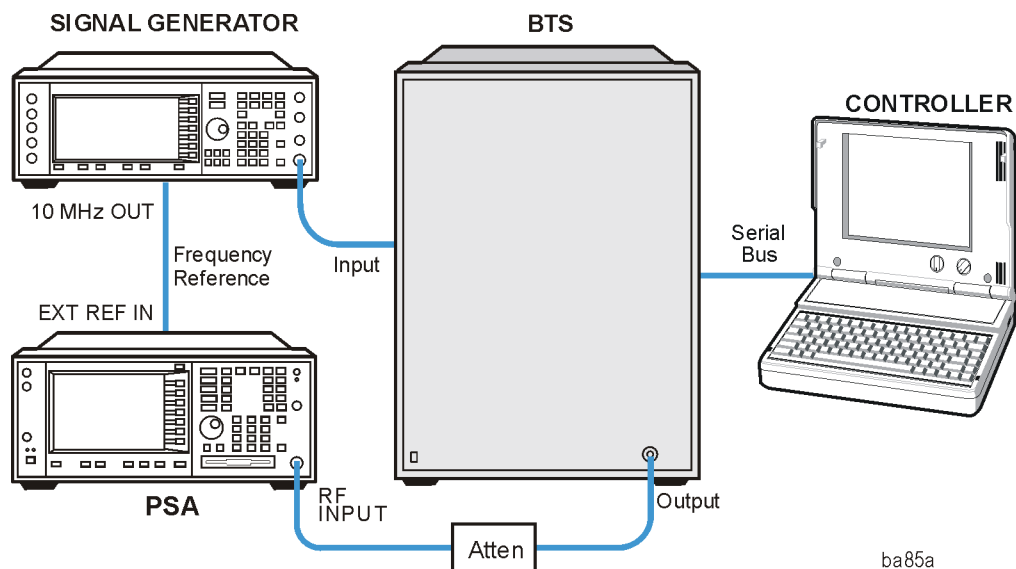 SIGNAL GENERATOR
BTS
CONTROLLER
10 MHz OUT
Frequency
Reference
Input
Serial
Bus
EXT REF IN
PSA
RF
INPUT
Output
Atten
ba85a